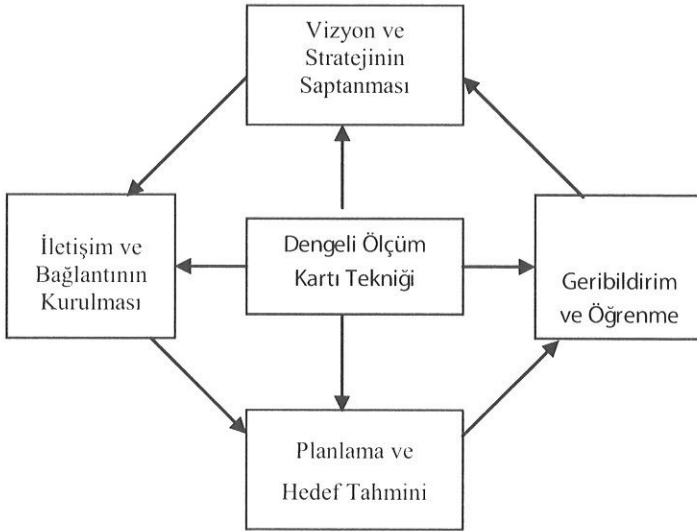 Vizyon ve
Stratejinin
Saptanması
İletişim ve
Bağlantının
Kurulması
Dengeli Ölçüm
Kartı Tekniği
Geribildirim
ve Öğrenme
Planlama ve
Hedef Tahmini